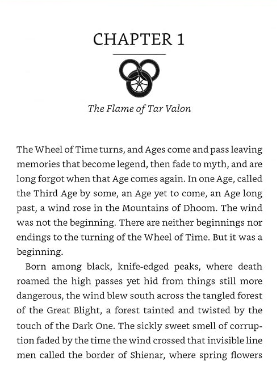 CHAPTER 1
The Flame of Tar Valon
The Wheel of Time turns, and Ages come and pass leaving
memories that become legend, then fade to myth, and are
long forgot when that Age comes again. In one Age, called
the Third Age by some, an Age yet to come, an Age long
past, a wind rose in the Mountains of Dhoom. The wind
was not the beginning. There are neither beginnings nor
endings to the turning of the Wheel of Time. But it was a
beginning.
Born among black, knife-edged peaks, where death
roamed the high passes yet hid from things still more
dangerous, the wind blew south across the tangled forest
of the Great Blight, a forest tainted and twisted by the
touch of the Dark One. The sickly sweet smell of corrup-
tion faded by the time the wind crossed that invisible line
men called the border of Shienar, where spring flowers